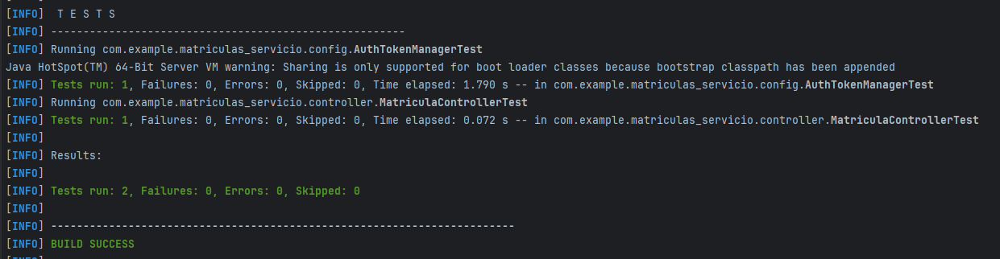 [INFO]  T E S T S
[INFO] -------------------------------------------------------
[INFO] Running com.example.matriculas_servicio.config.AuthTokenManagerTest
Java HotSpot(TM) 64-Bit Server VM warning: Sharing is only supported for boot loader classes because bootstrap classpath has been appended
[INFO] Tests run: 1, Failures: 0, Errors: 0, Skipped: 0, Time elapsed: 1.790 s -- in com.example.matriculas_servicio.config.AuthTokenManagerTest
[INFO] Running com.example.matriculas_servicio.controller.MatriculaControllerTest
[INFO] Tests run: 1, Failures: 0, Errors: 0, Skipped: 0, Time elapsed: 0.072 s -- in com.example.matriculas_servicio.controller.MatriculaControllerTest
[INFO]
[INFO] Results:
[INFO]
[INFO] Tests run: 2, Failures: 0, Errors: 0, Skipped: 0
[INFO]
[INFO] ------------------------------------------------------------------------
[INFO] BUILD SUCCESS